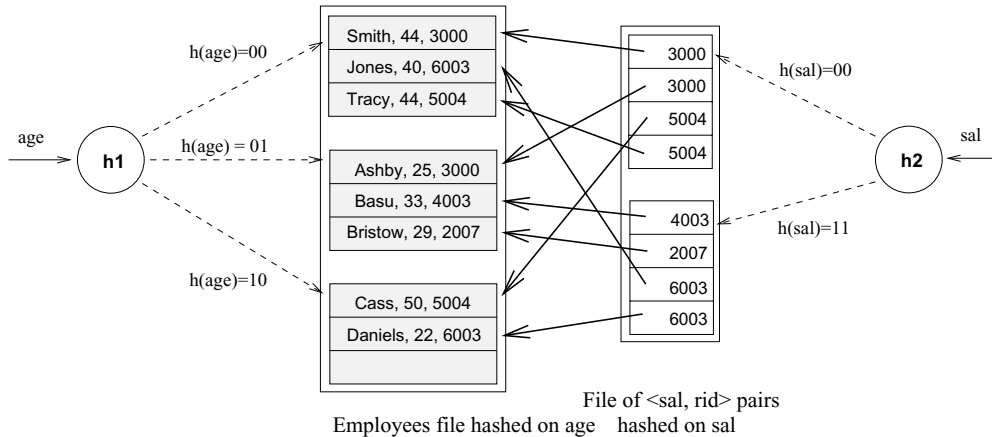 age
h1
h(age)=00
h(age) = 01
h(age)=10
Smith, 44, 3000
Jones, 40, 6003
Tracy, 44, 5004
Ashby, 25, 3000
Basu, 33, 4003
Bristow, 29, 2007
Cass, 50, 5004
Daniels, 22, 6003
3000
3000
5004
5004
4003
2007
6003
6003
h(sal)=00
h(sal)=11
h2
sal
Employees file hashed on age
File of <sal, rid> pairs
hashed on sal